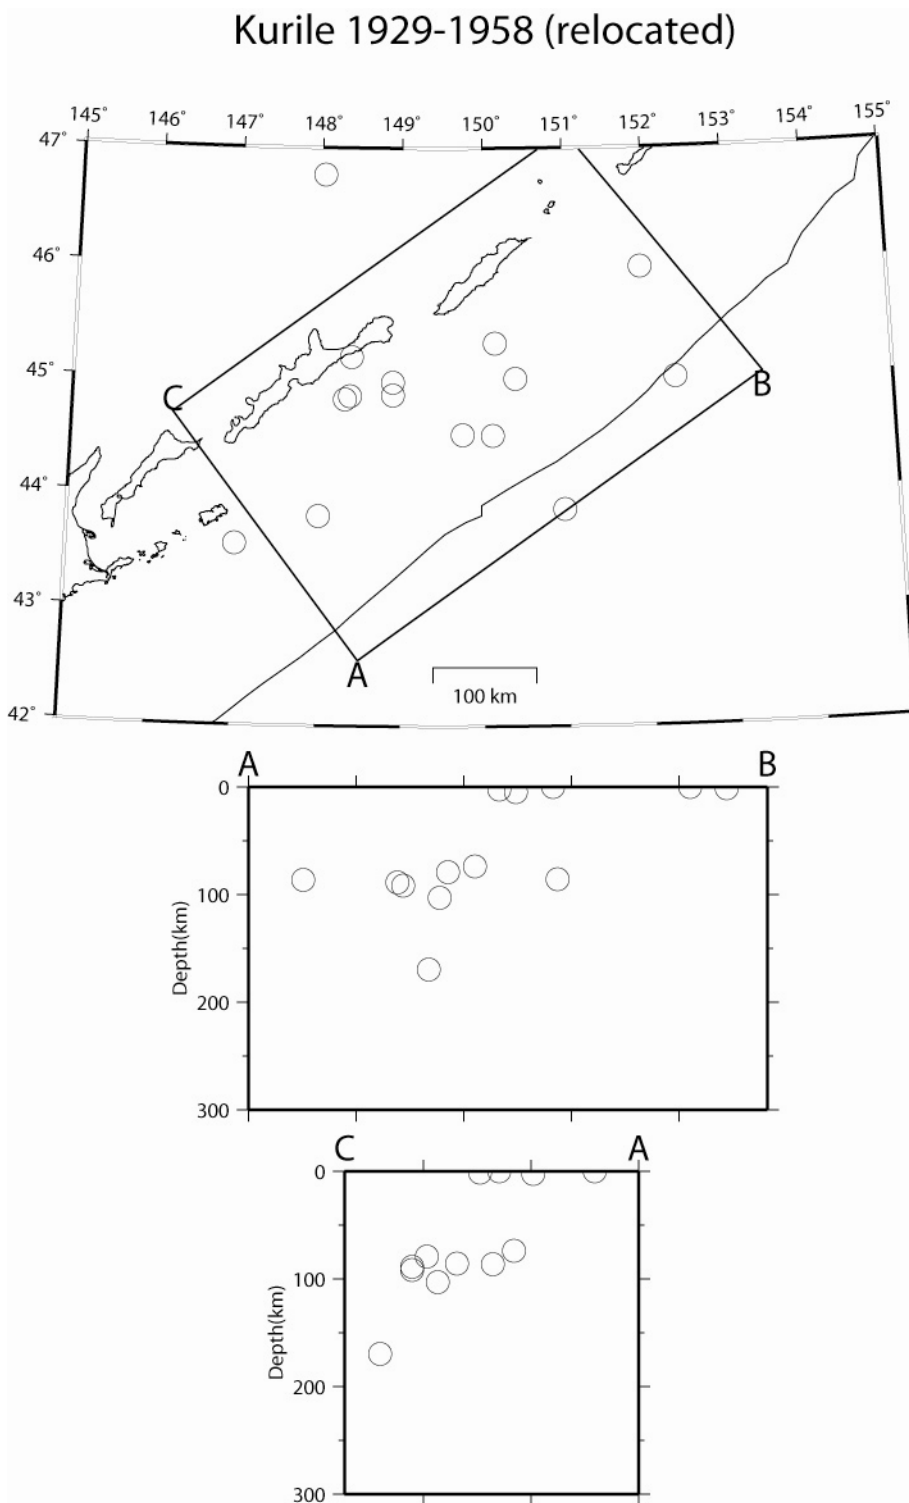 Kurile 1929-1958 (relocated)
145° 146° 147° 148° 149° 150° 151° 152° 153° 154° 155°
47°
46°
45°
44°
43°
42°
C
B
A
100 km
A B
0
100
200
300
Depth(km)
C A
0
100
200
300
Depth(km)